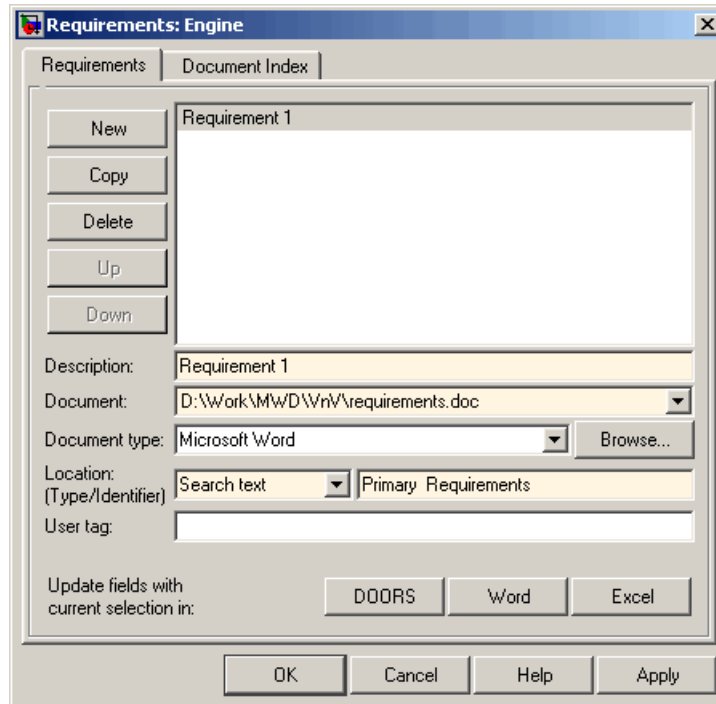 Requirements: Engine
Requirements Document Index
New
Requirement 1
Copy
Delete
Up
Down
Description: Requirement 1
Document: D:\Work\MWD\VnV\requirements.doc
Document type: Microsoft Word Browse...
Location:
(Type/Identifier) Search text Primary Requirements
User tag:
Update fields with
current selection in: DOORS Word Excel
OK Cancel Help Apply